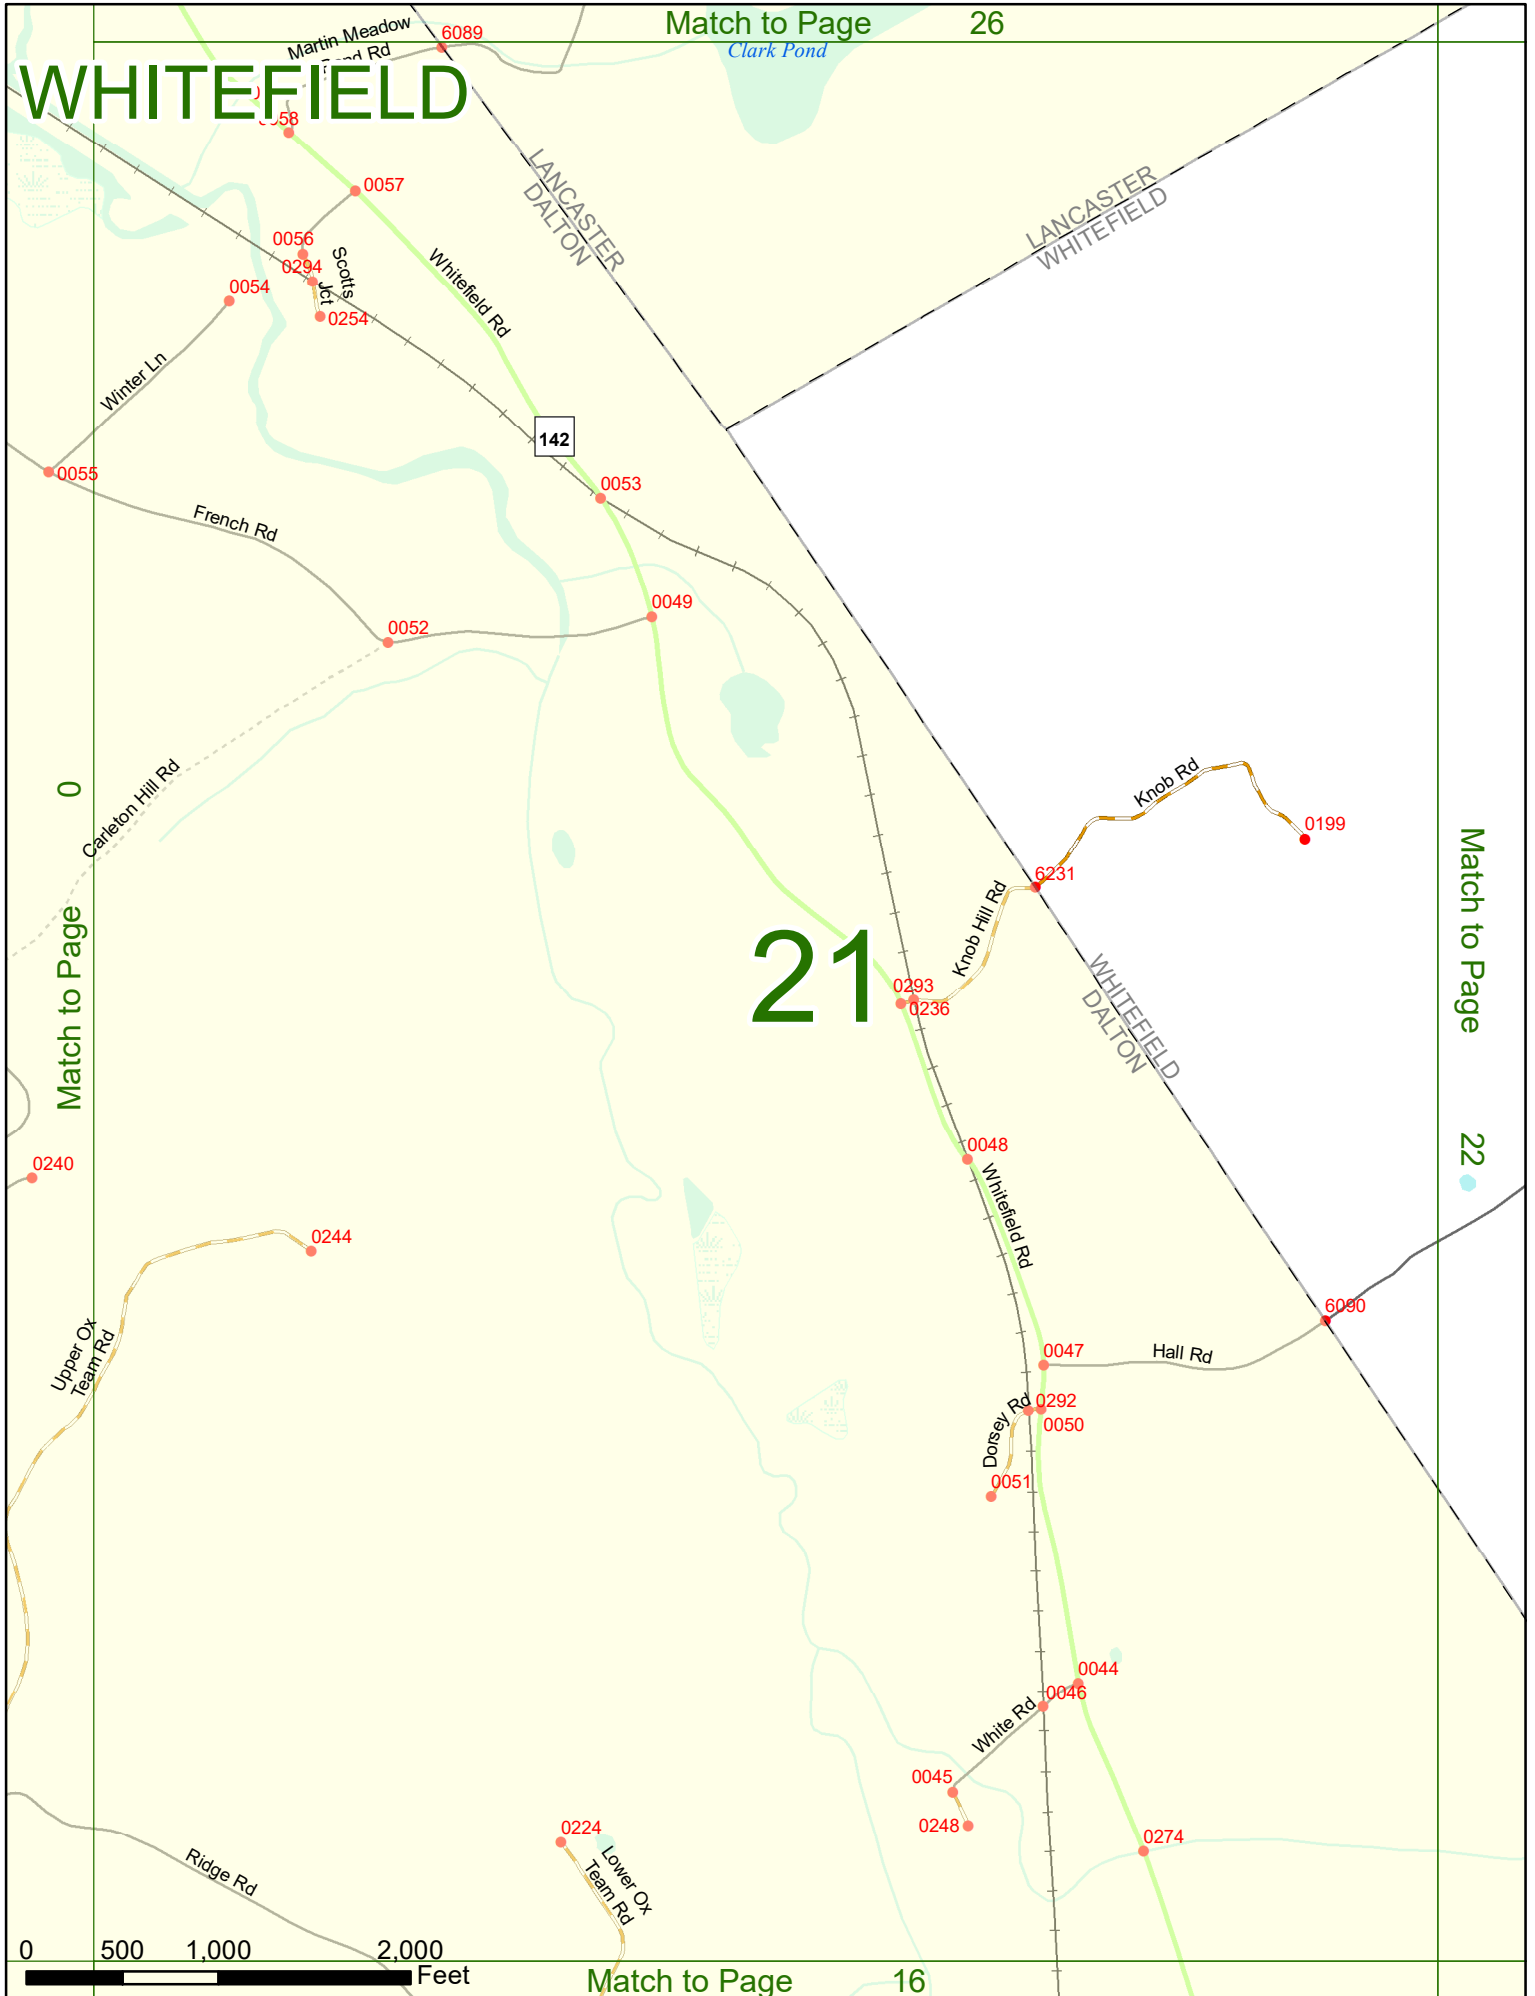 Match to Page 26
Clark Pond
Martin Meadow
Pond Rd
6089
WHITEFIELD
0058
0057
LANCASTER
DALTON
LANCASTER
WHITEFIELD
0056
0294
Scotts
Jct
0254
0054
Whitefield Rd
Winter Ln
142
0055
0053
French Rd
0049
0052
Carleton Hill Rd
Knob Rd
0199
6231
Knob Hill Rd
Match to Page 0
Match to Page 22
21
0293
0236
WHITEFIELD
DALTON
0048
Whitefield Rd
0240
0244
Upper Ox
Team Rd
6090
0047
Hall Rd
Dorsey Rd
0292
0050
0051
0044
0046
White Rd
0045
0248
0274
0224
Lower Ox
Team Rd
Ridge Rd
0 500 1,000 2,000
Feet
Match to Page 16